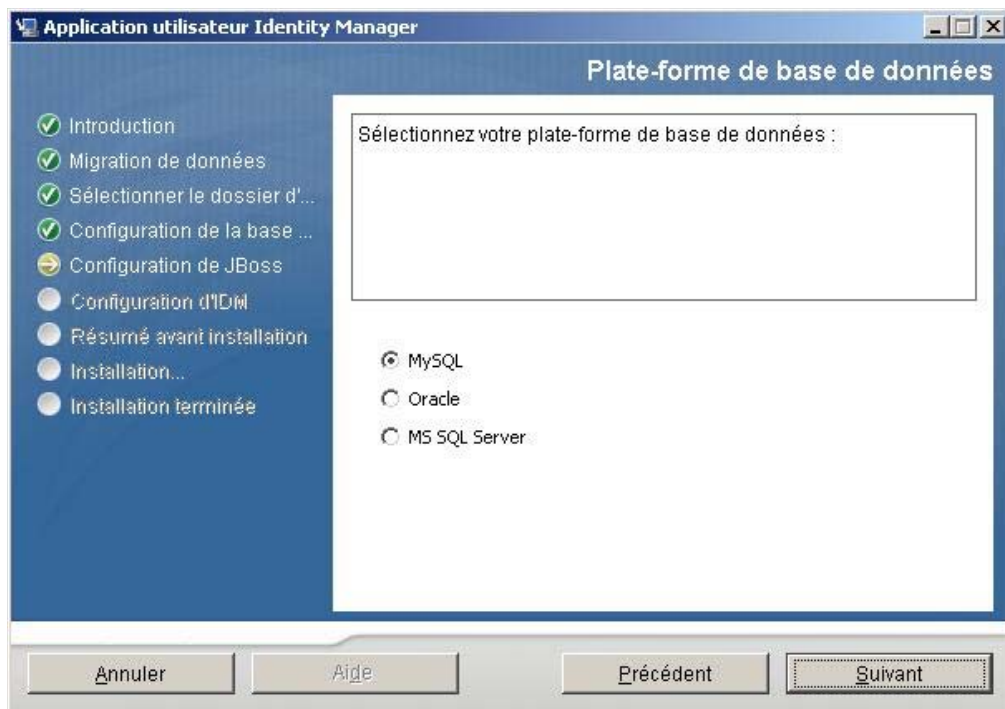 Application utilisateur Identity Manager
Plate-forme de base de données
Introduction
Migration de données
Sélectionner le dossier d'...
Configuration de la base ...
Configuration de JBoss
Configuration d'IDM
Résumé avant installation
Installation...
Installation terminée
Sélectionnez votre plate-forme de base de données :
MySQL
Oracle
MS SQL Server
Annuler
Aide
Précédent
Suivant